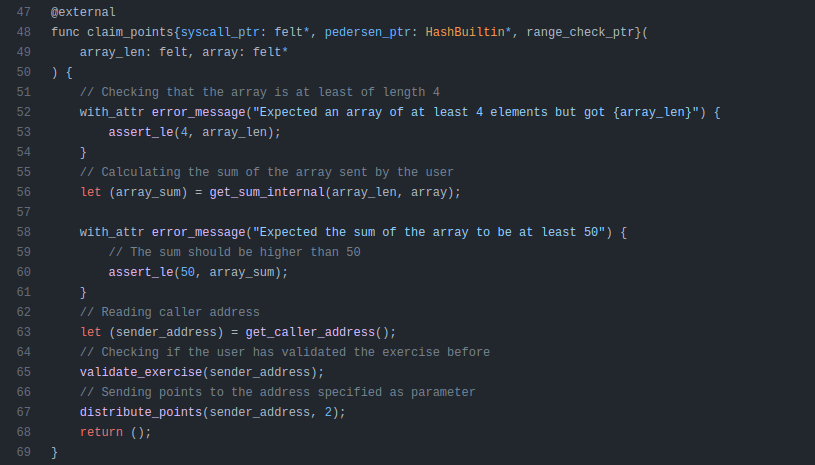 47 @external
48 func claim_points{syscall_ptr: felt*, pedersen_ptr: HashBuiltin*, range_check_ptr}(
49     array_len: felt, array: felt*
50 ) {
51     // Checking that the array is at least of length 4
52     with_attr error_message("Expected an array of at least 4 elements but got {array_len}") {
53         assert_le(4, array_len);
54     }
55     // Calculating the sum of the array sent by the user
56     let (array_sum) = get_sum_internal(array_len, array);
57
58     with_attr error_message("Expected the sum of the array to be at least 50") {
59         // The sum should be higher than 50
60         assert_le(50, array_sum);
61     }
62     // Reading caller address
63     let (sender_address) = get_caller_address();
64     // Checking if the user has validated the exercise before
65     validate_exercise(sender_address);
66     // Sending points to the address specified as parameter
67     distribute_points(sender_address, 2);
68     return ();
69 }